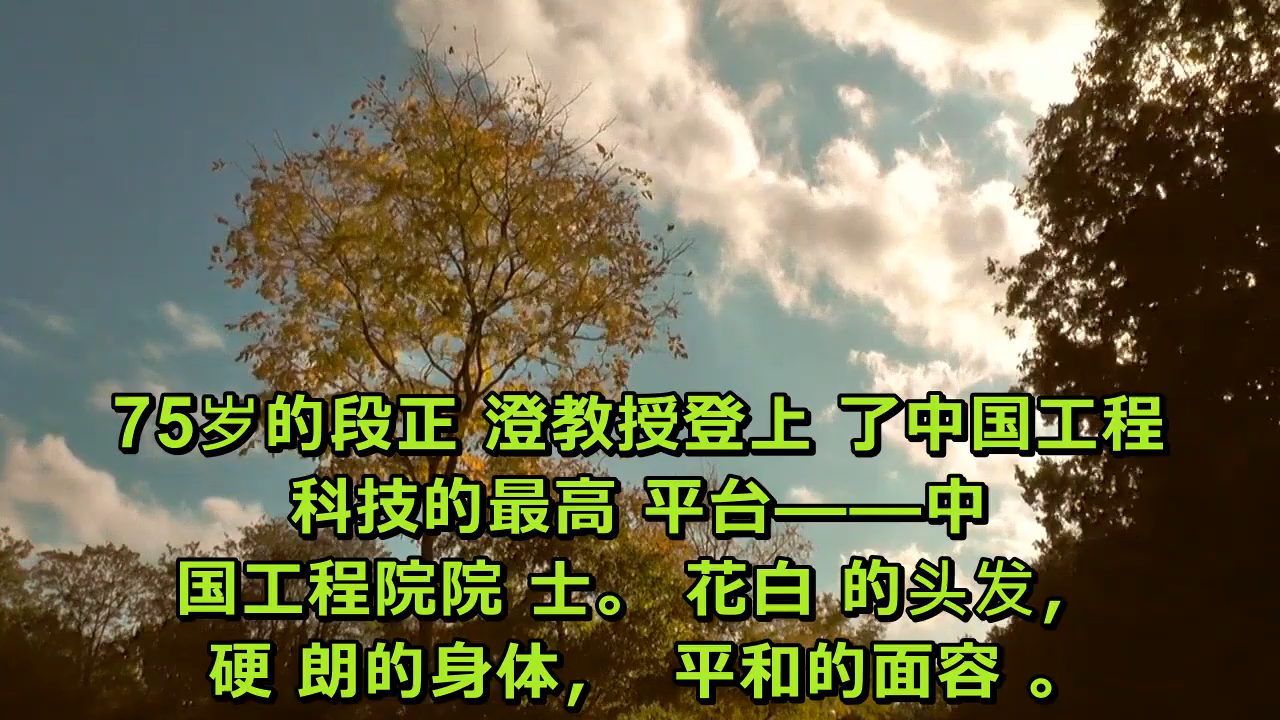 75岁的段正 澄教授登上 了中国工程
科技的最高 平台——中
国工程院院 士。 花白 的头发，
硬 朗的身体， 平和的面容 。